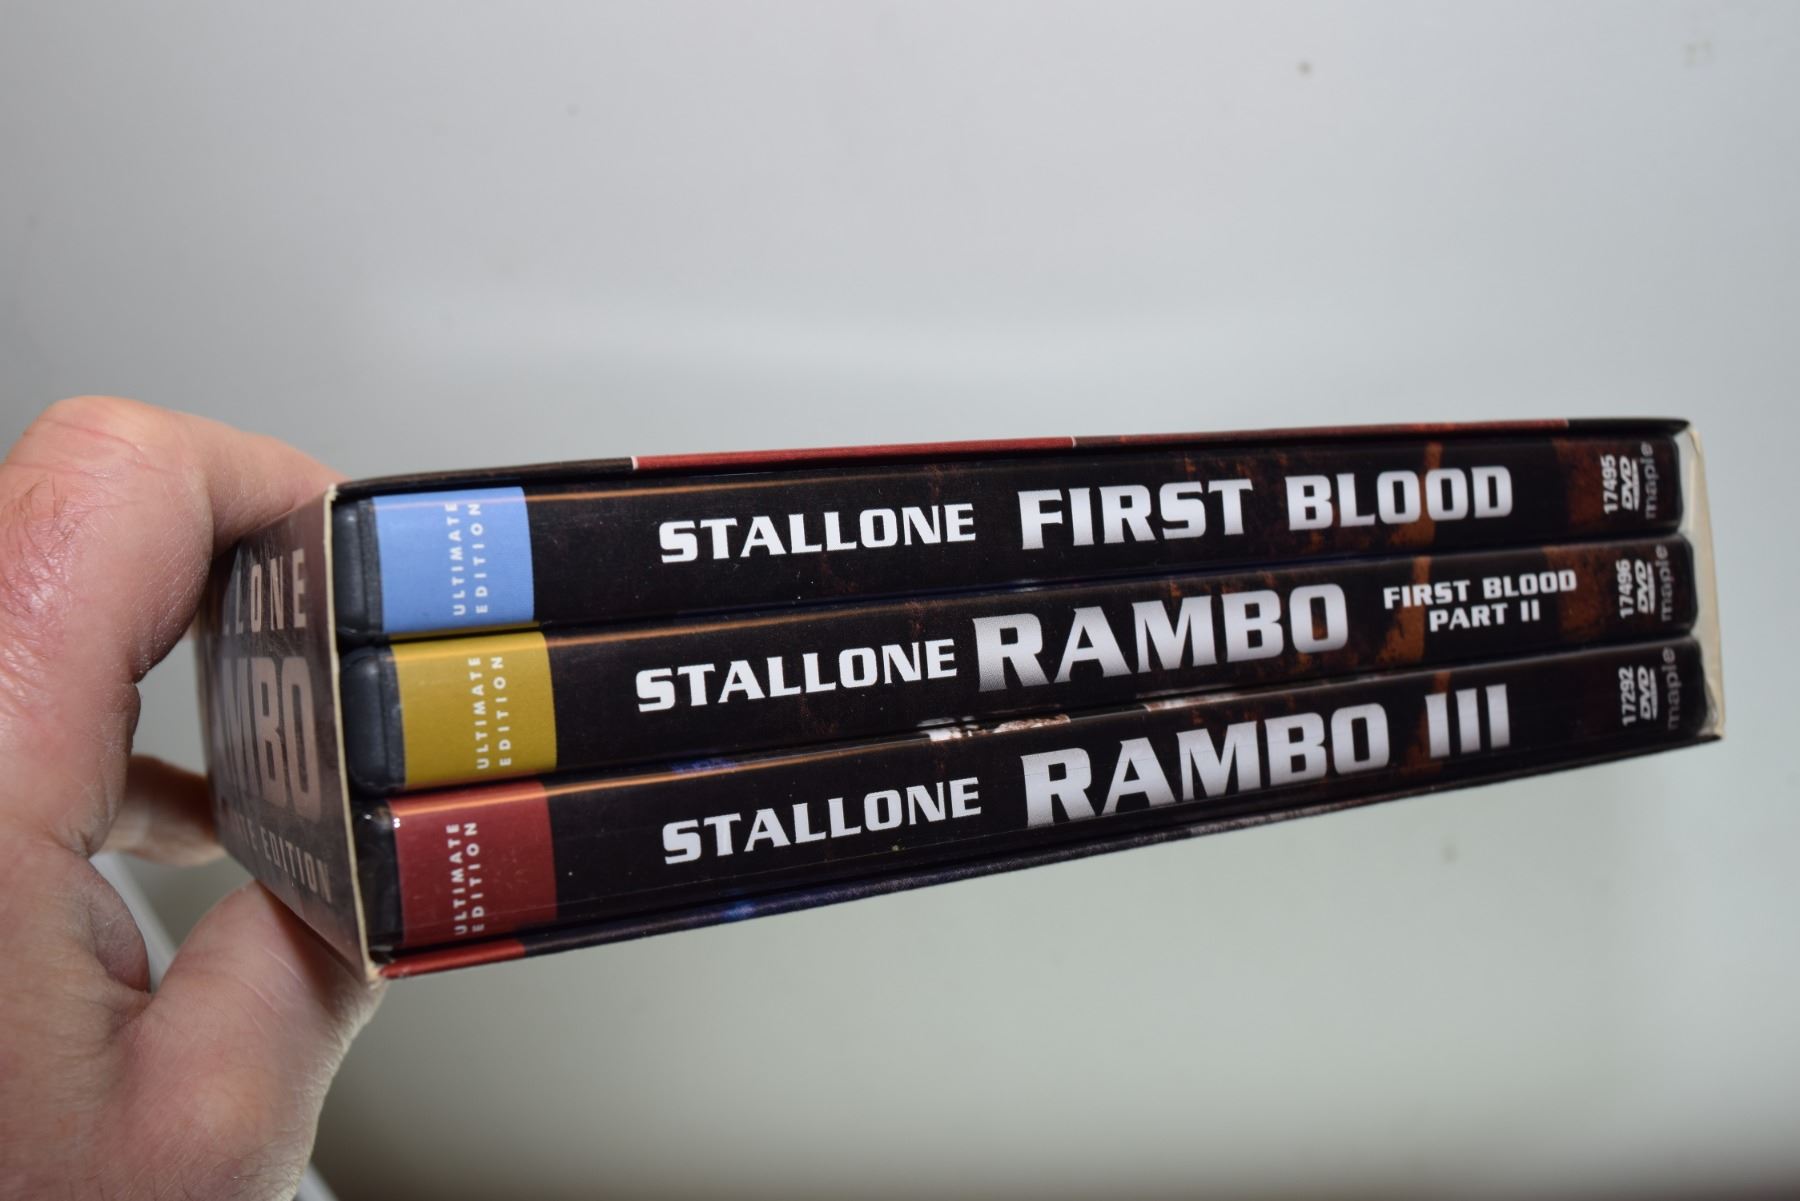 ULTIMATE
EDITION
STALLONE FIRST BLOOD
17495
DVD
maple
ULTIMATE
EDITION
STALLONE RAMBO
FIRST BLOOD
PART II
17496
DVD
maple
ULTIMATE
EDITION
STALLONE RAMBO III
17292
DVD
maple
EDITION